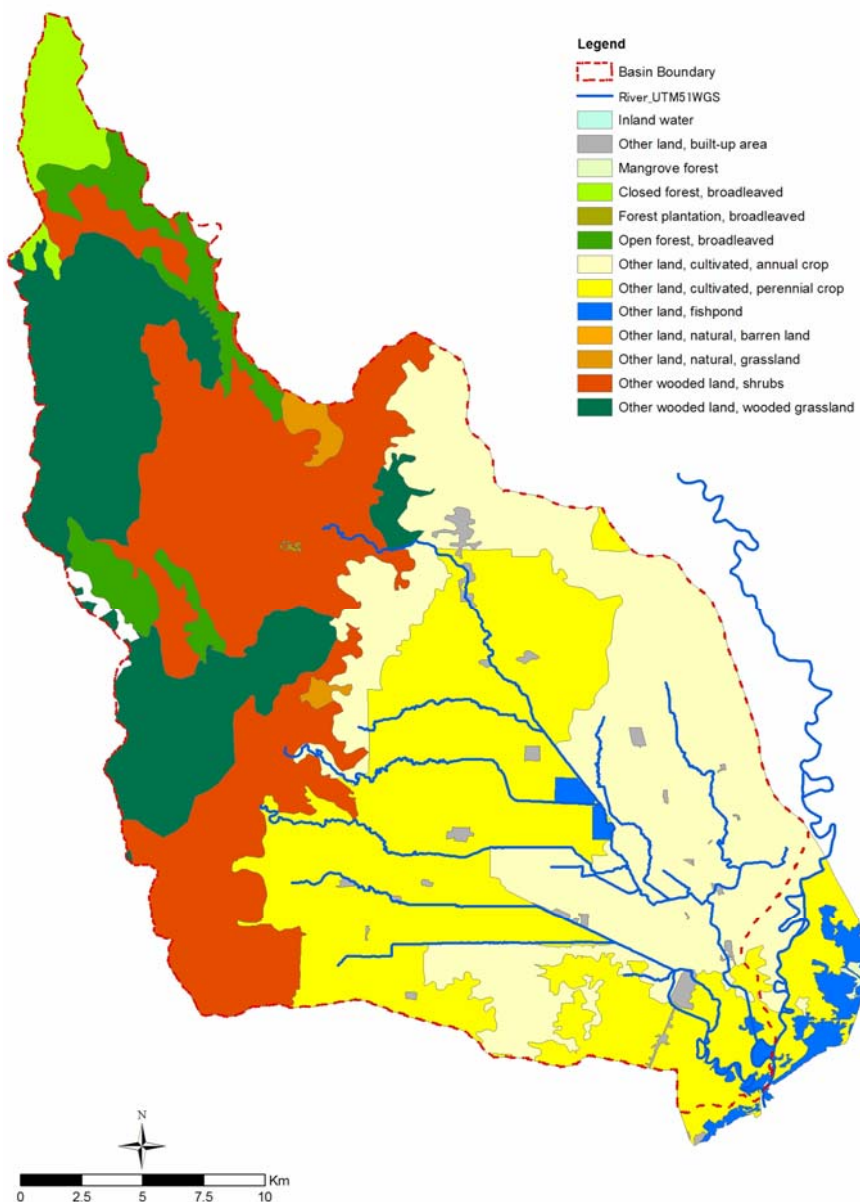 Legend
Basin Boundary
River_UTM51WGS
Inland water
Other land, built-up area
Mangrove forest
Closed forest, broadleaved
Forest plantation, broadleaved
Open forest, broadleaved
Other land, cultivated, annual crop
Other land, cultivated, perennial crop
Other land, fishpond
Other land, natural, barren land
Other land, natural, grassland
Other wooded land, shrubs
Other wooded land, wooded grassland
N
Km
0 2.5 5 7.5 10